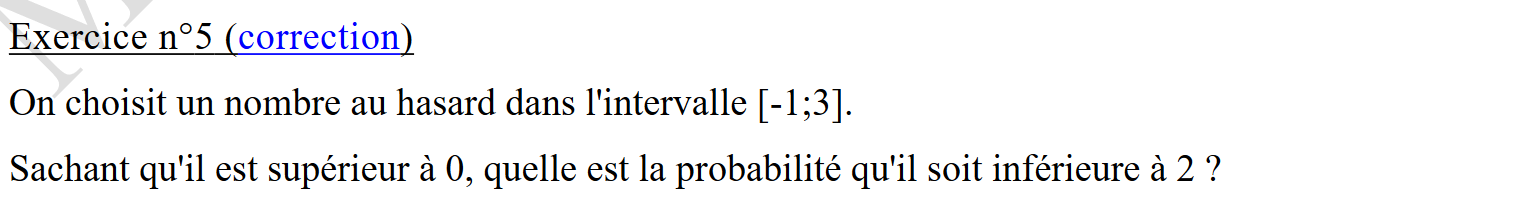 Exercice n°5 (correction)
On choisit un nombre au hasard dans l'intervalle [-1;3].
Sachant qu'il est supérieur à 0, quelle est la probabilité qu'il soit inférieure à 2 ?